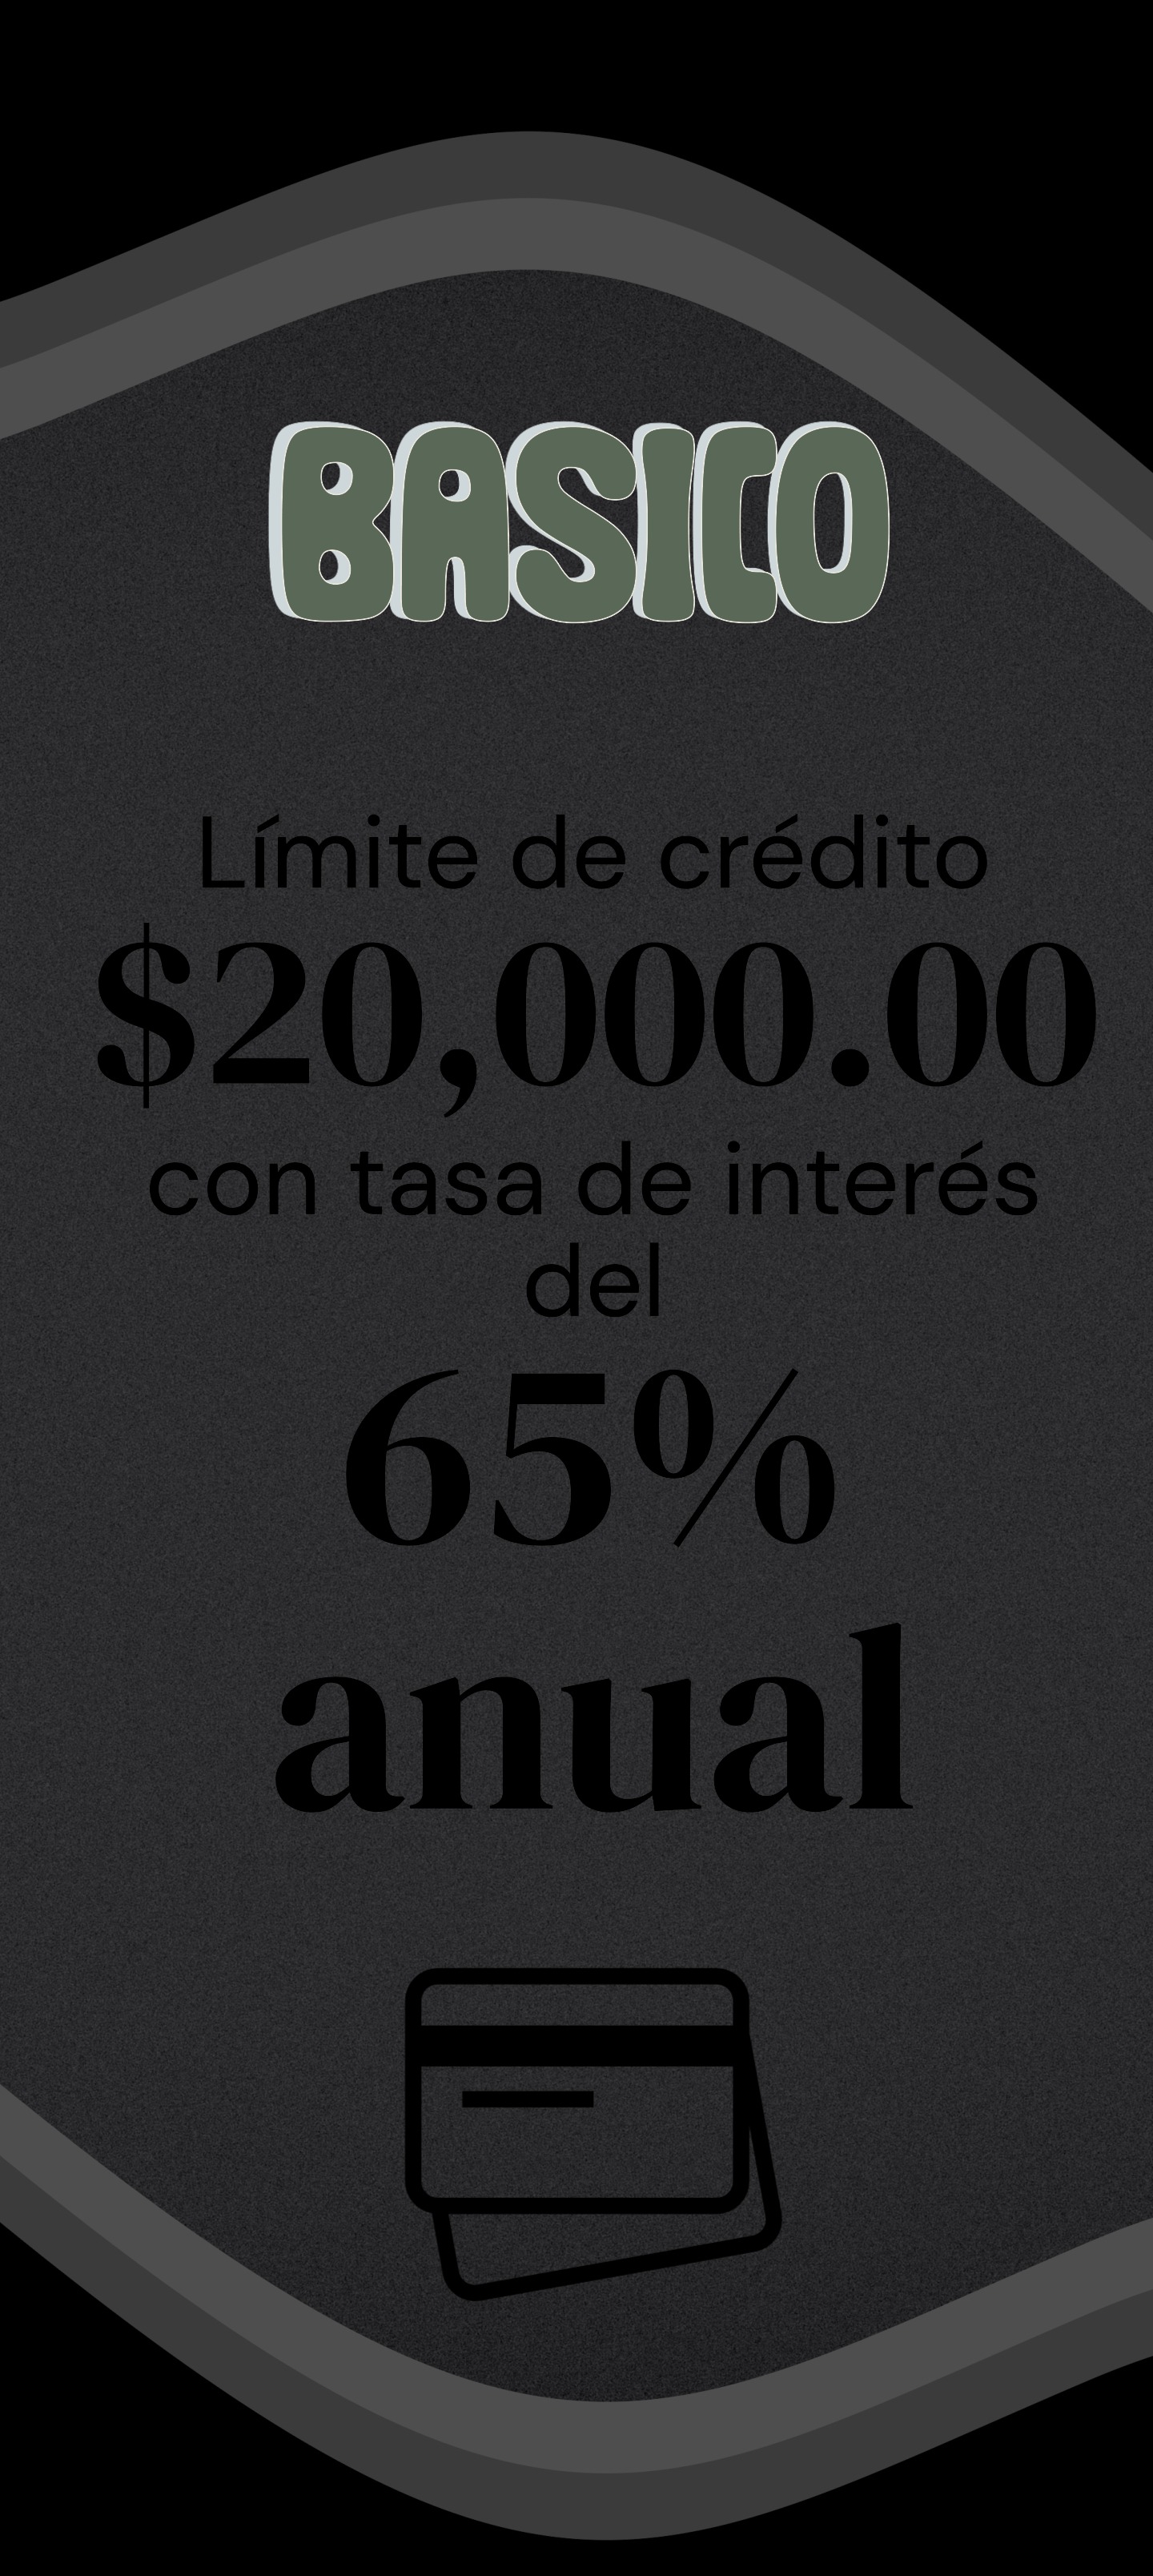 BASICO
Límite de crédito
$20,000.00
con tasa de interés
del
65%
anual